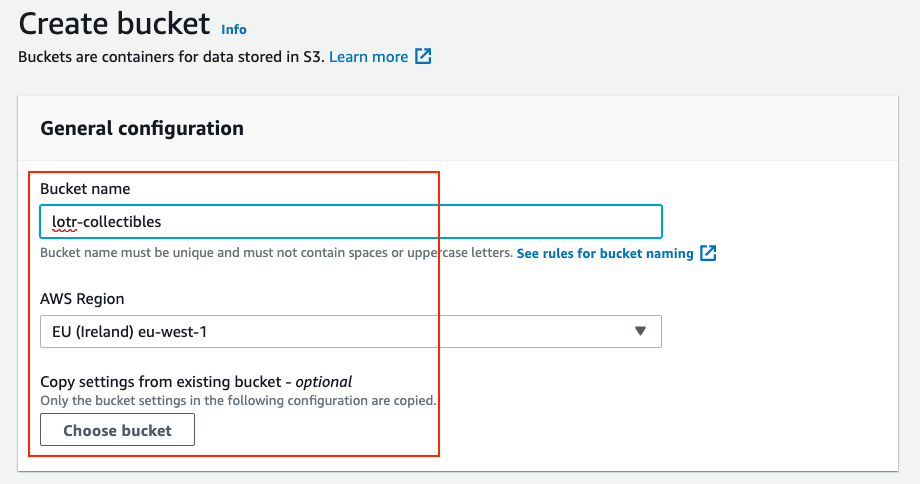 Create bucket Info
Buckets are containers for data stored in S3. Learn more
General configuration
Bucket name
lotr-collectibles
Bucket name must be unique and must not contain spaces or uppercase letters. See rules for bucket naming
AWS Region
EU (Ireland) eu-west-1
Copy settings from existing bucket - optional
Only the bucket settings in the following configuration are copied.
Choose bucket